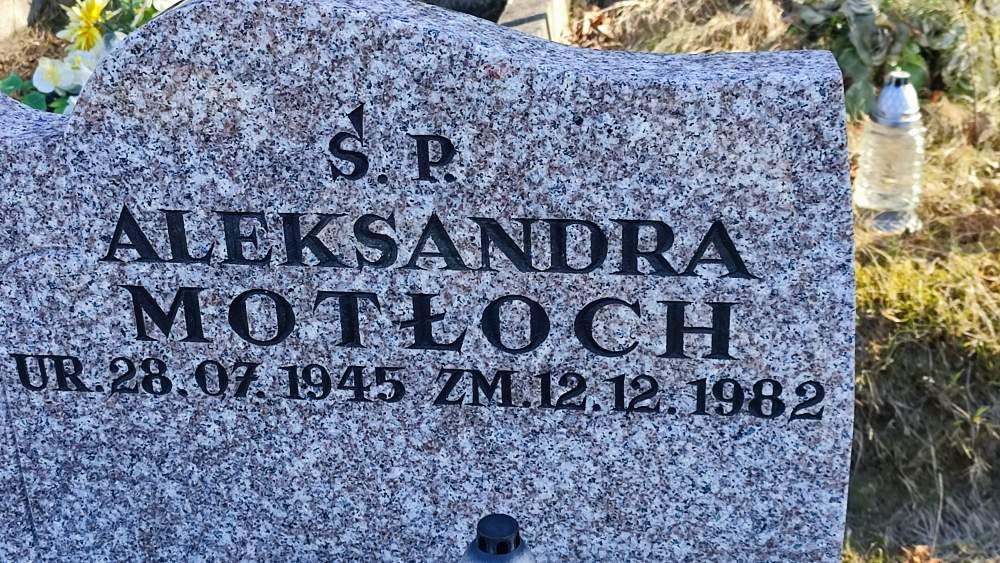 Ś. P.
ALEKSANDRA
MOTŁOCH
UR. 28. 07. 1945 ZM. 12. 12. 1982